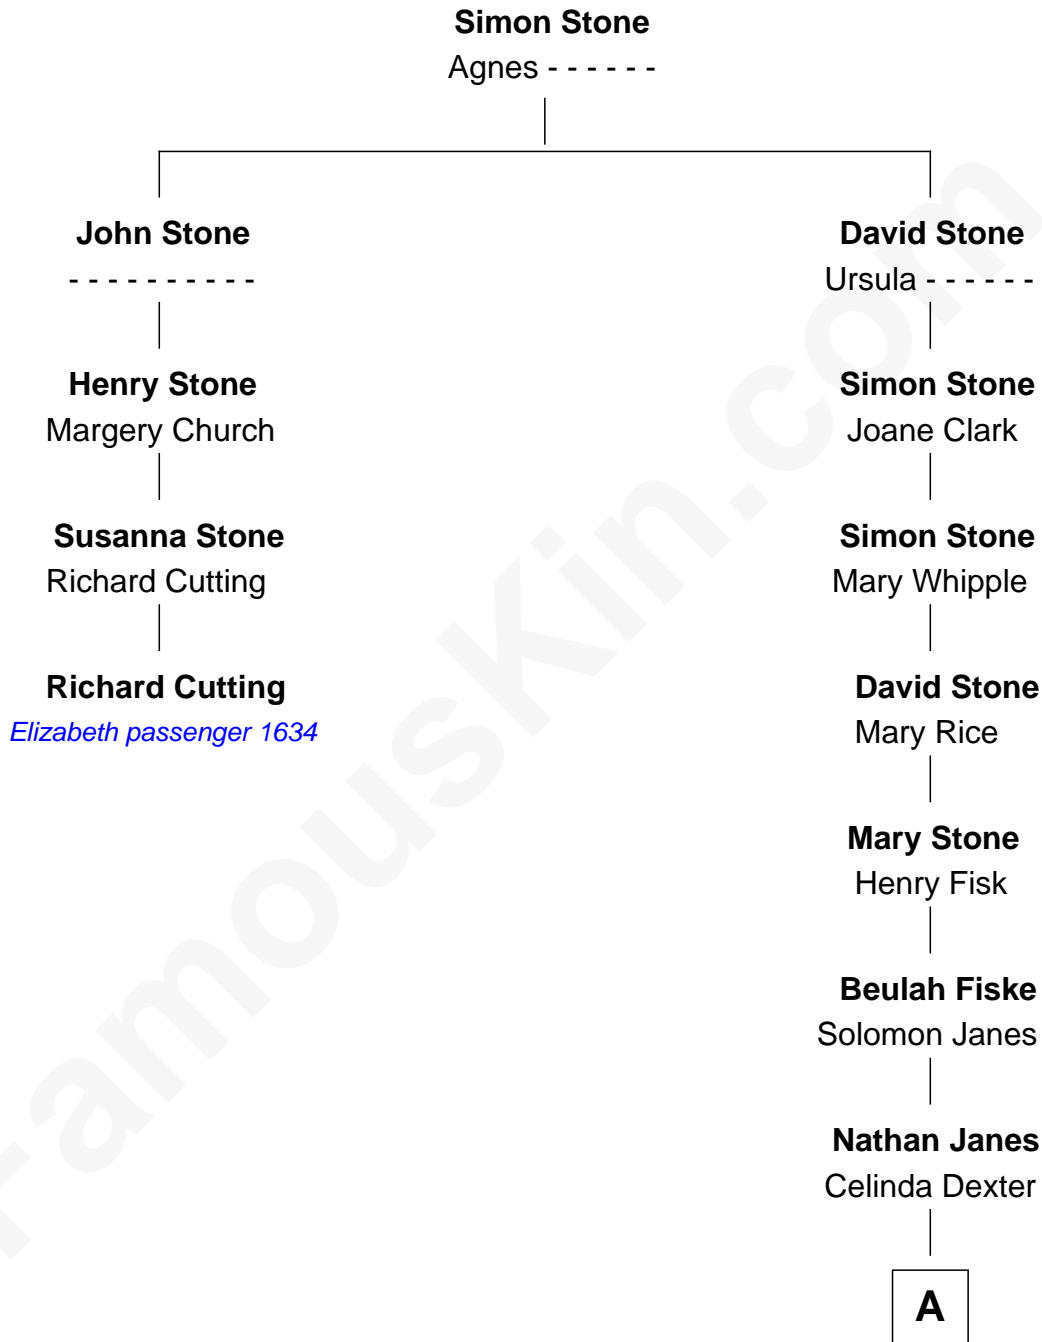 Simon Stone
Agnes - - - - - -
John Stone
- - - - - - - - - -
Henry Stone
Margery Church
Susanna Stone
Richard Cutting
Richard Cutting
Elizabeth passenger 1634
David Stone
Ursula - - - - - -
Simon Stone
Joane Clark
Simon Stone
Mary Whipple
David Stone
Mary Rice
Mary Stone
Henry Fisk
Beulah Fiske
Solomon Janes
Nathan Janes
Celinda Dexter
A
FamousKin.com